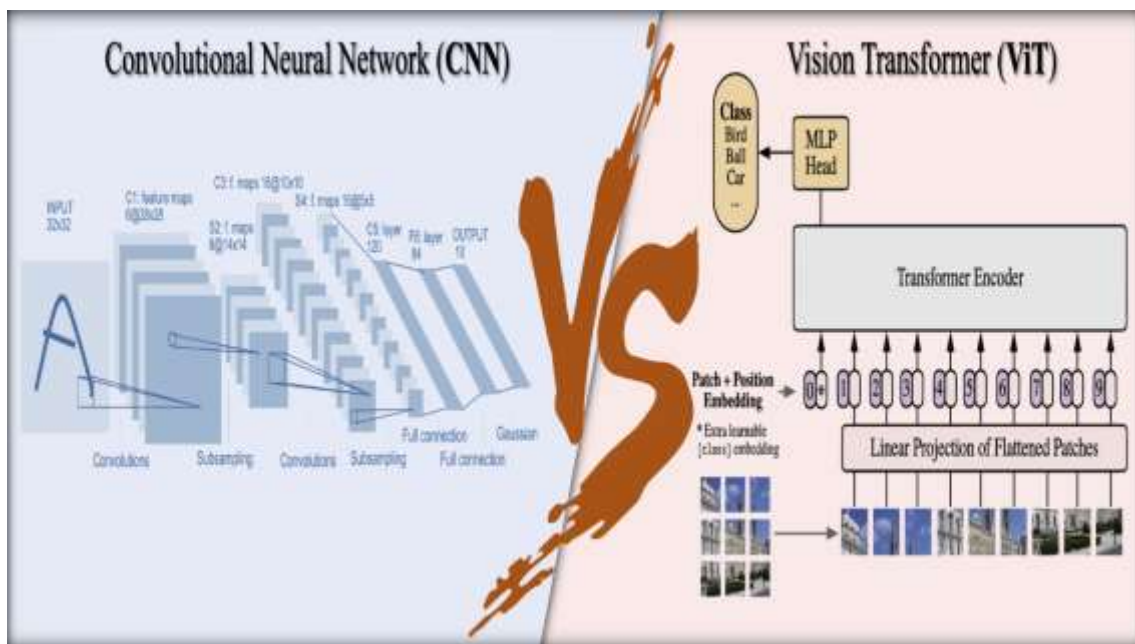 Convolutional Neural Network (CNN)
INPUT
32x32
C1: feature maps
6@28x28
S2: f. maps
6@14x14
C3: f. maps 16@10x10
S4: f. maps 16@5x5
C5: layer
120
F6: layer
84
OUTPUT
10
Convolutions
Subsampling
Convolutions
Subsampling
Full connection
Full connection
Gaussian
VS
Vision Transformer (ViT)
Class
Bird
Ball
Car
...
MLP
Head
Transformer Encoder
Patch + Position
Embedding
* Extra learnable
[class] embedding
0 * 1 2 3 4 5 6 7 8 9
Linear Projection of Flattened Patches